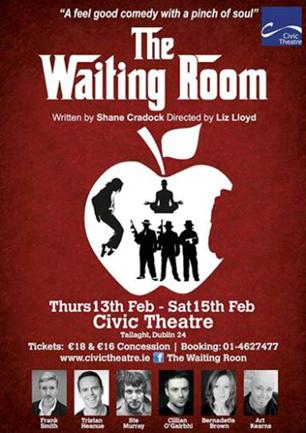 "A feel good comedy with a pinch of soul"
Civic
Theatre
The
Waiting Room
Written by Shane Cradock Directed by Liz Lloyd
Thurs13th Feb - Sat15th Feb
Civic Theatre
Tallaght, Dublin 24
Tickets: €18 & €16 Concession | Booking: 01-4627477
www.civictheatre.ie f The Waiting Roon
Frank
Smith
Tristan
Heanue
Ste
Murray
Cillian
O'Gairbhi
Bernadette
Brown
Art
Kearns